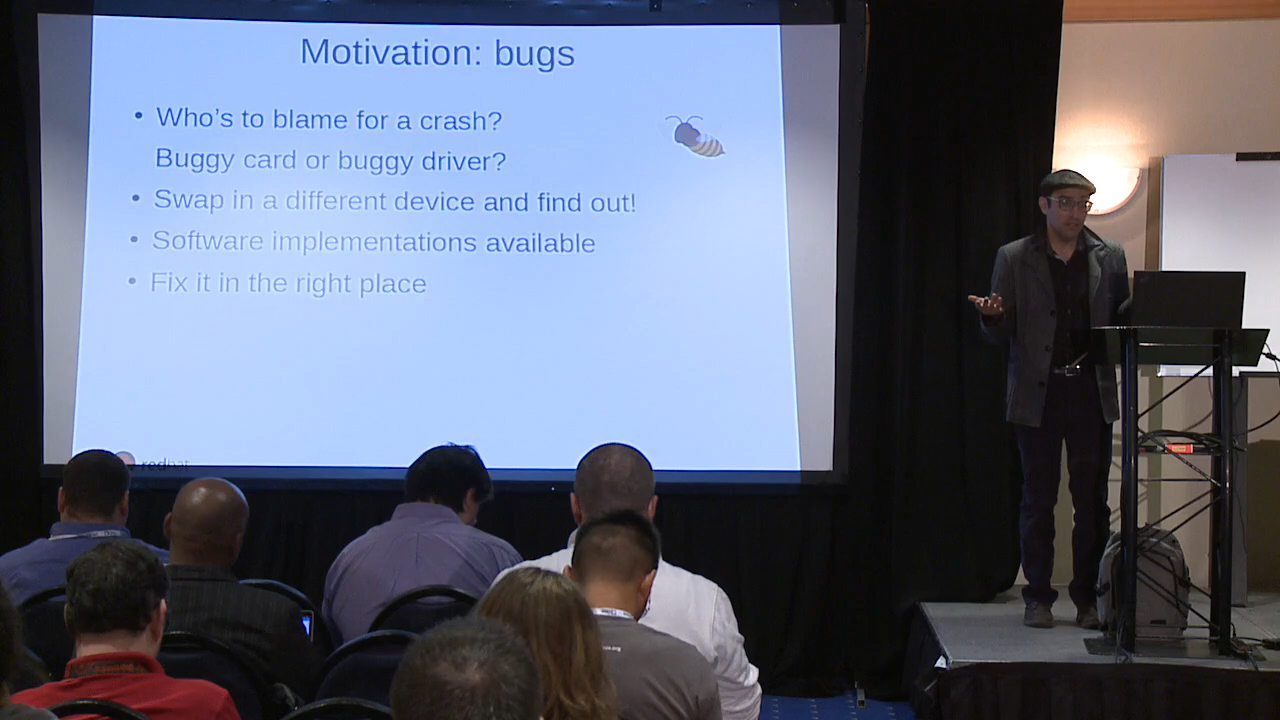 Motivation: bugs
• Who's to blame for a crash?
Buggy card or buggy driver?
• Swap in a different device and find out!
• Software implementations available
• Fix it in the right place
redhat